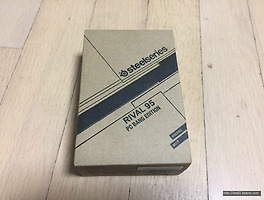 steelseries
RIVAL 95
PC BANG EDITION